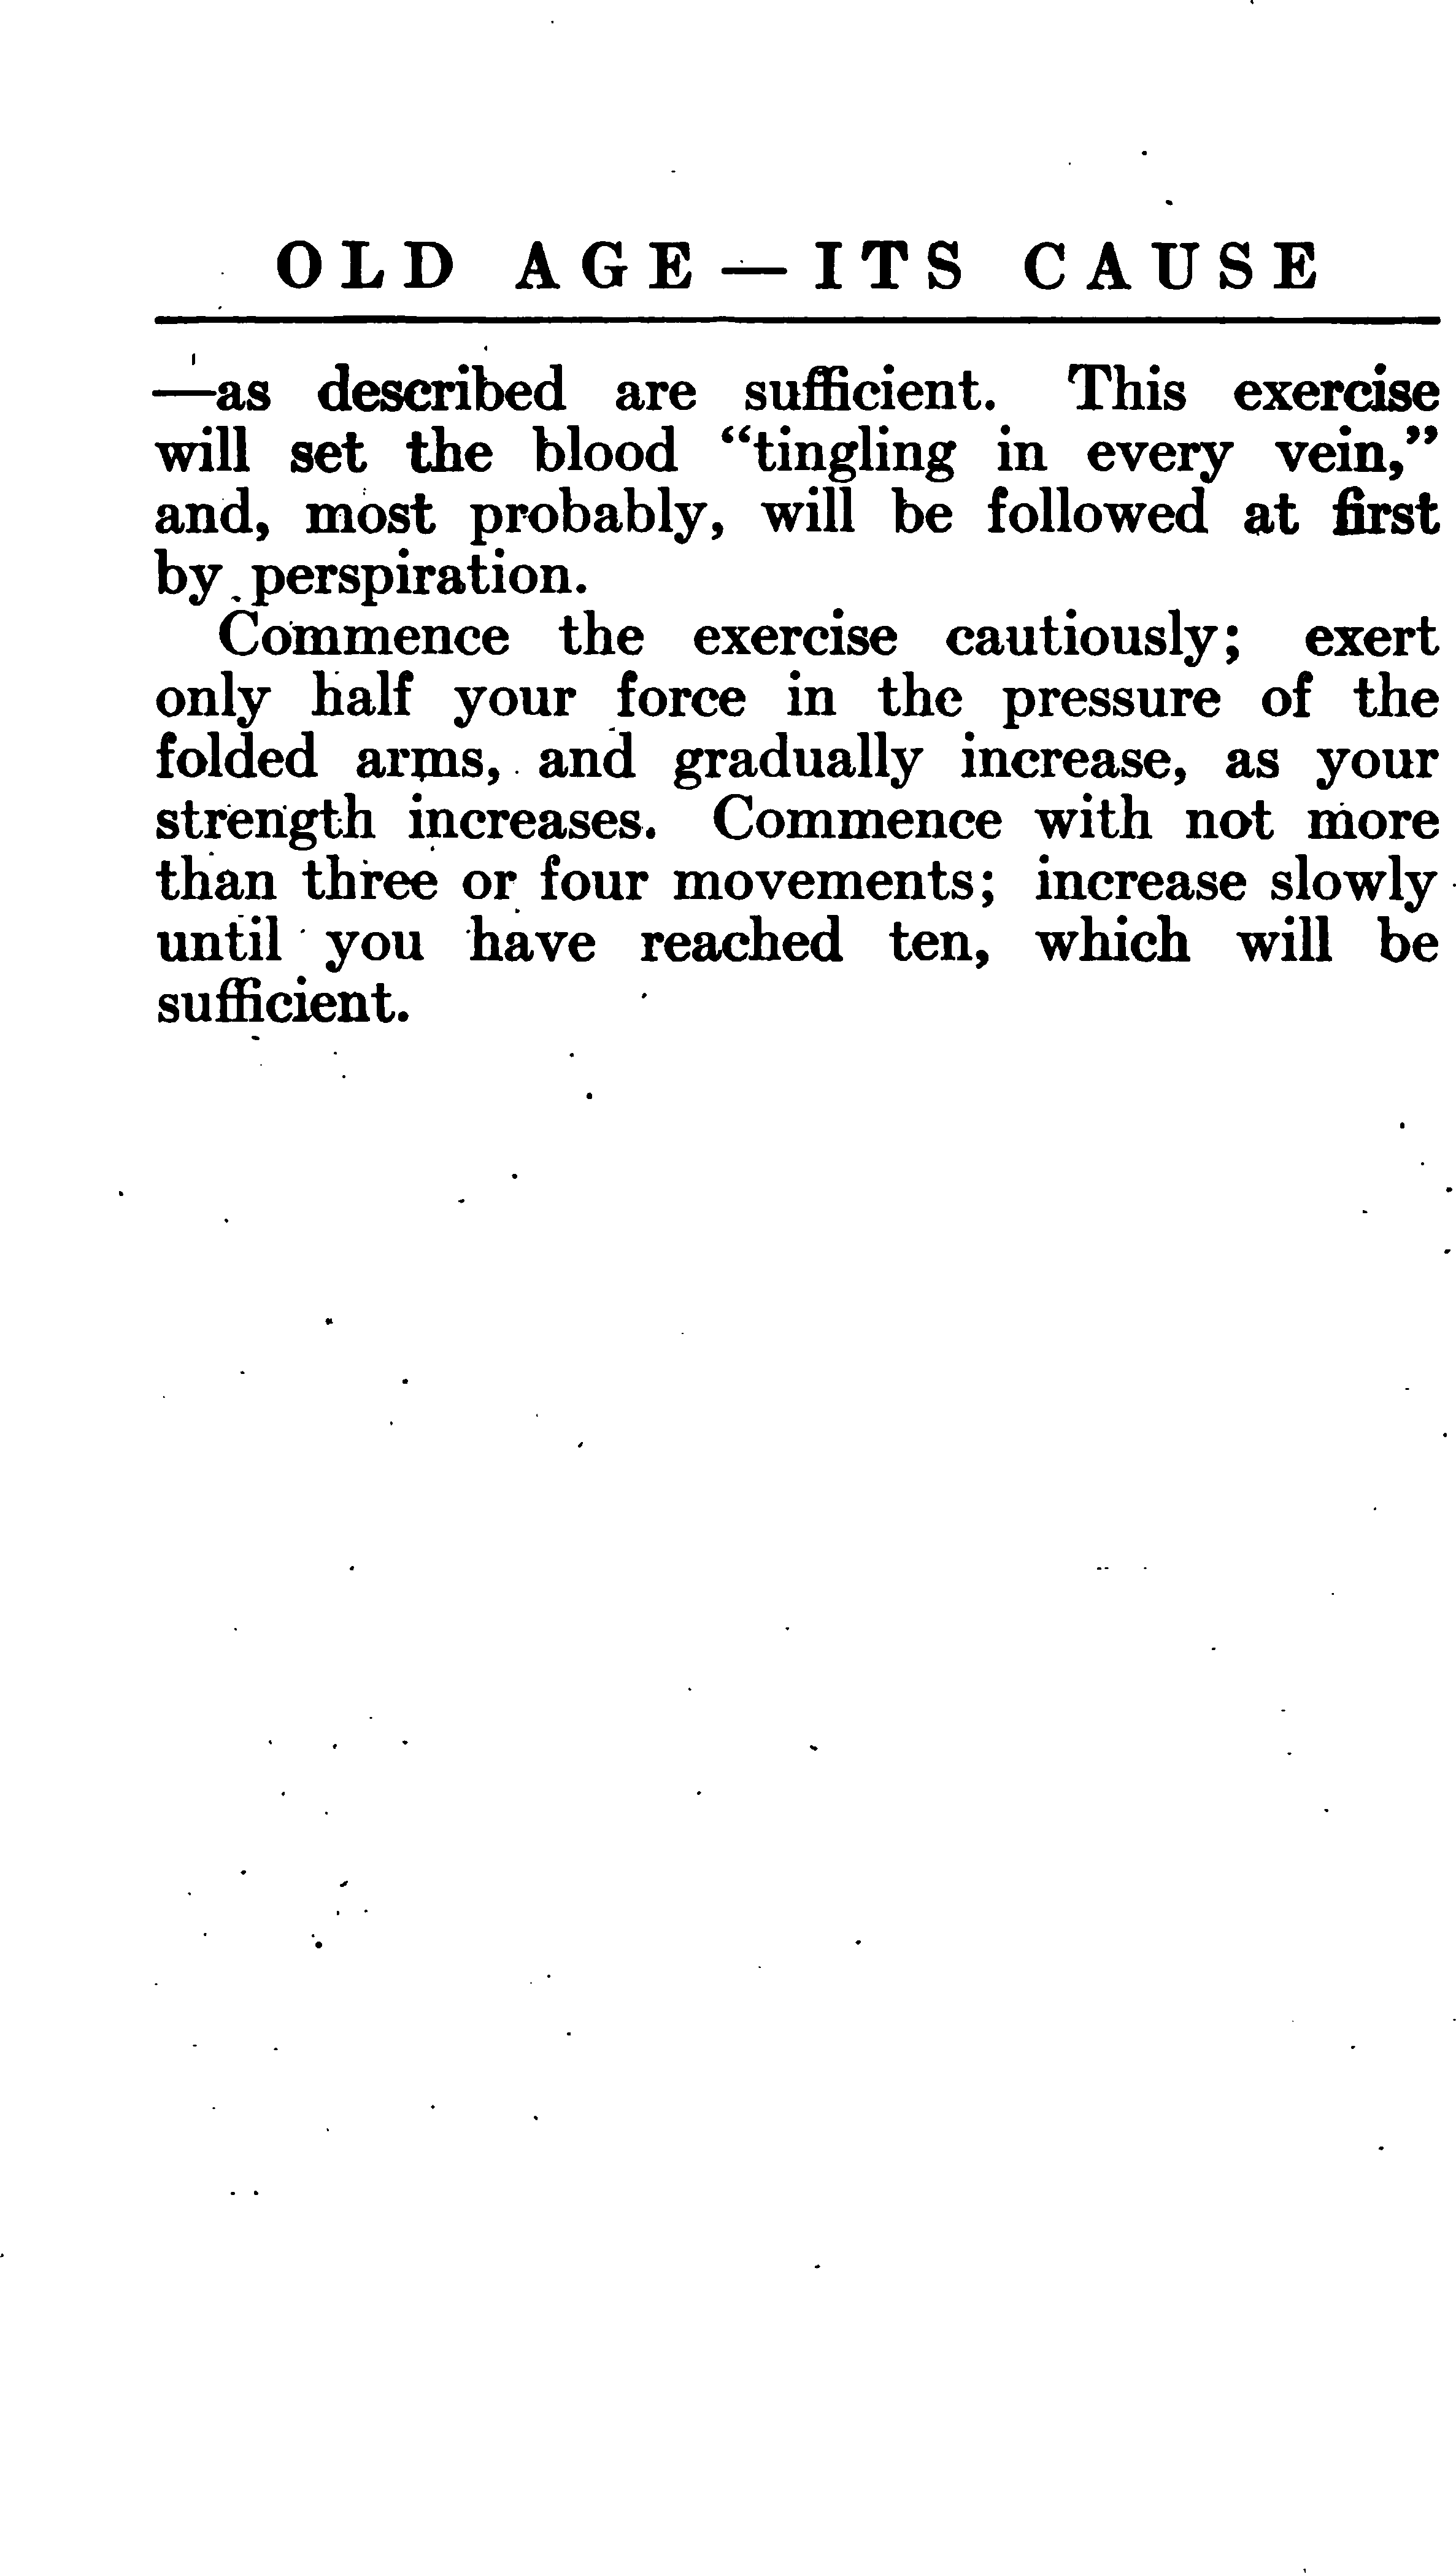 OLD AGE—ITS CAUSE
—as described are sufficient. This exercise
will set the blood “tingling in every vein,”
and, most probably, will be followed at first
by perspiration.
Commence the exercise cautiously; exert
only half your force in the pressure of the
folded arms, and gradually increase, as your
strength increases. Commence with not more
than three or four movements; increase slowly
until you have reached ten, which will be
sufficient.